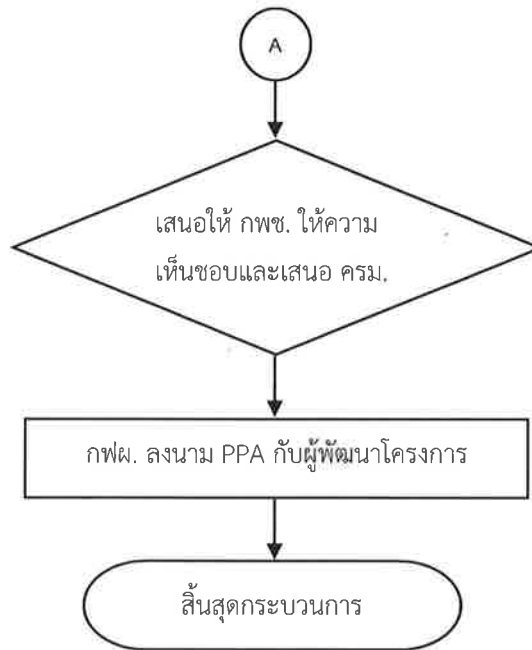 A
เสนอให้ กพช. ให้ความ
เห็นชอบและเสนอ ครม.
กฟผ. ลงนาม PPA กับผู้พัฒนาโครงการ
สิ้นสุดกระบวนการ